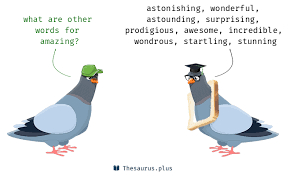 what are other
words for
amazing?
astonishing, wonderful,
astounding, surprising,
prodigious, awesome, incredible,
wondrous, startling, stunning
Thesaurus.plus